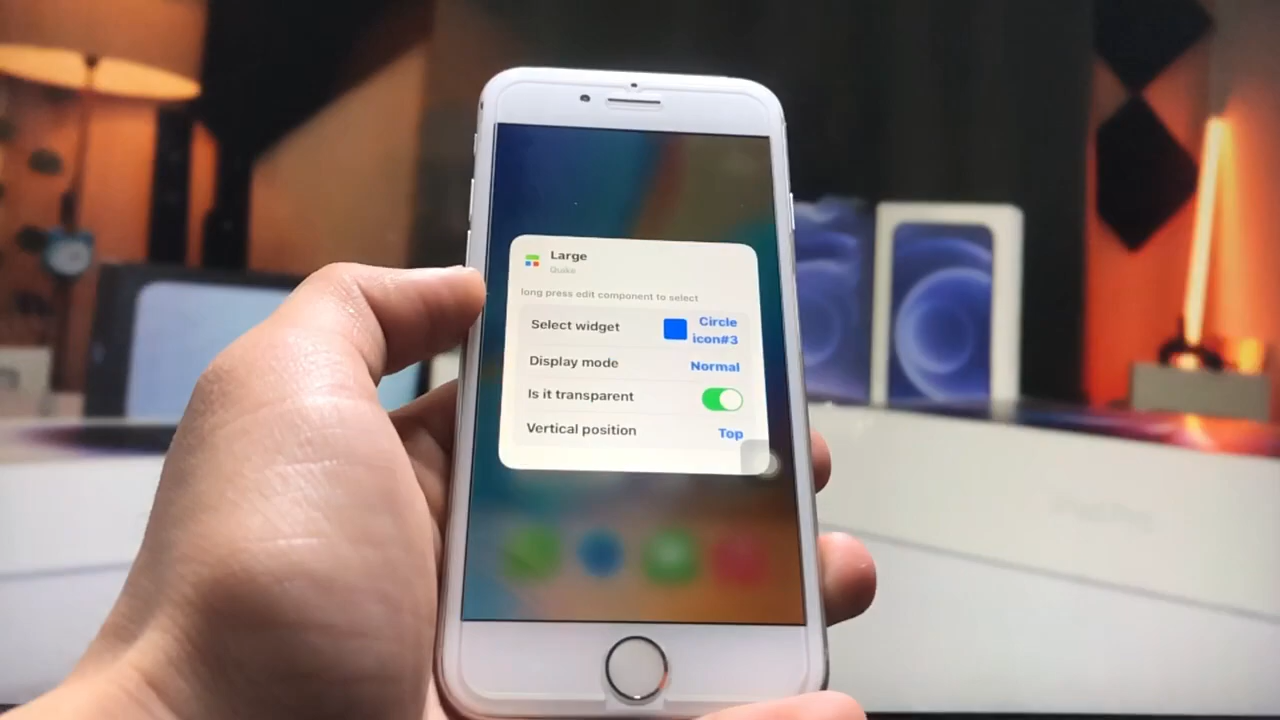 Large
Quake
long press edit component to select
Select widget
Circle
icon#3
Display mode
Normal
Is it transparent
Vertical position
Top